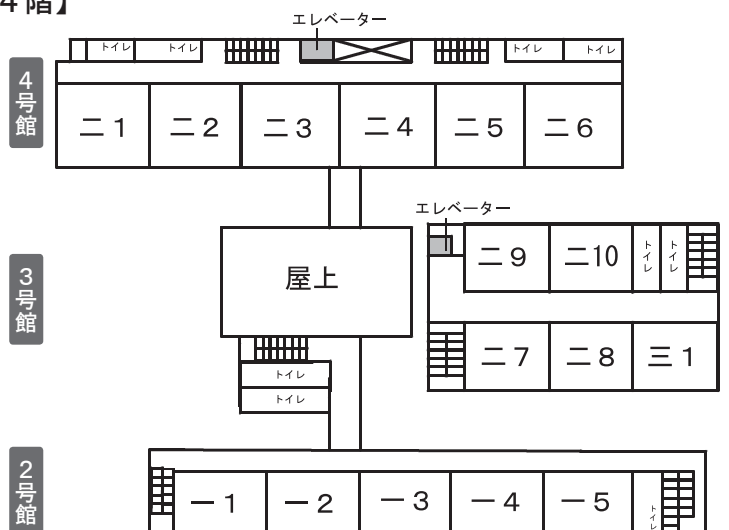 ４階】
エレベーター
トイレ
トイレ
トイレ
トイレ
4号館
二1
二2
二3
二4
二5
二6
エレベーター
3号館
屋上
二9
二10
トイレ
トイレ
二7
二8
三1
トイレ
トイレ
2号館
一1
一2
一3
一4
一5
トイレ